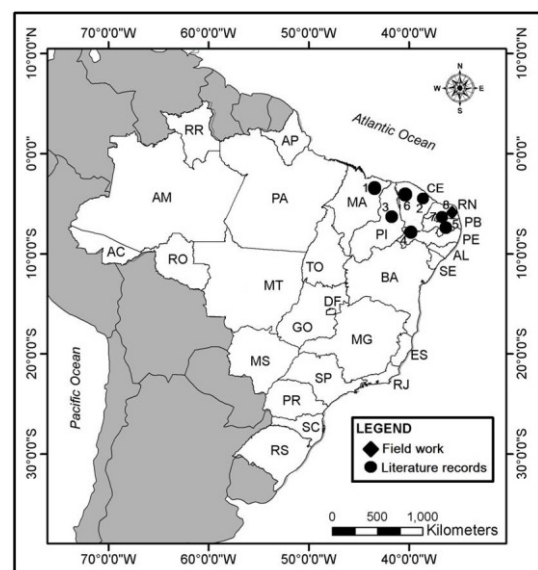 10°0'0"N
0°0'0"
10°0'0"S
20°0'0"S
30°0'0"S
70°0'0"W 60°0'0"W 50°0'0"W 40°0'0"W
10°0'0"N
0°0'0"
10°0'0"S
20°0'0"S
30°0'0"S
70°0'0"W 60°0'0"W 50°0'0"W 40°0'0"W
N
W E
S
Atlantic Ocean
Pacific Ocean
RR
AP
AM
PA
MA
CE
RN
PB
PE
AL
SE
PI
AC
RO
TO
BA
MT
DF
GO
MG
ES
MS
SP
RJ
PR
SC
RS
1
6
2
3
8
7
5
4
LEGEND
Field work
Literature records
0 500 1,000
Kilometers